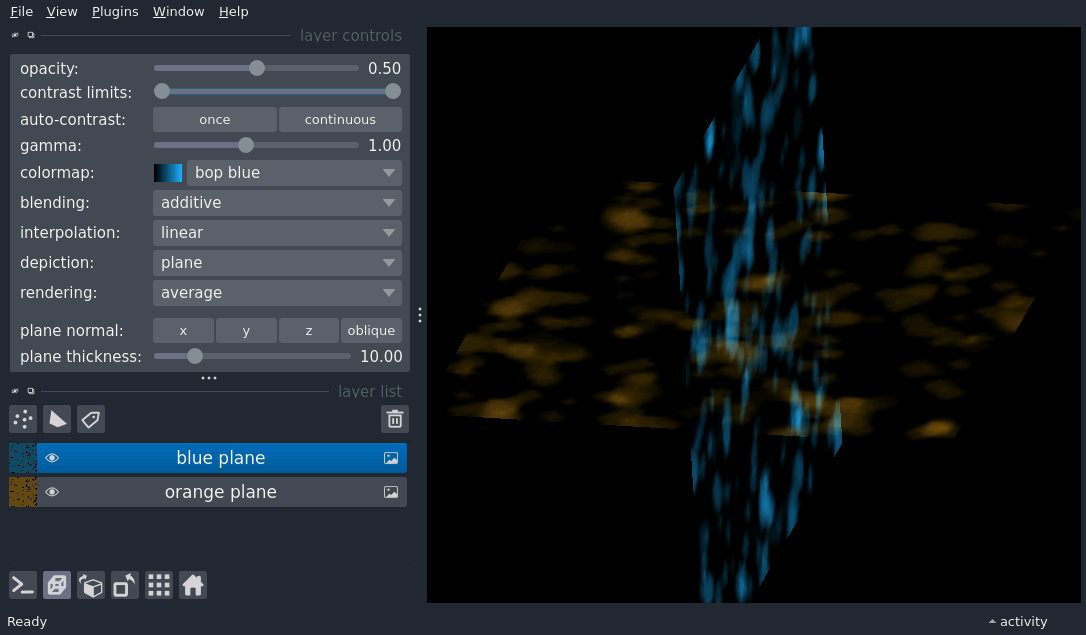 File View Plugins Window Help
layer controls
opacity: 0.50
contrast limits:
auto-contrast: once continuous
gamma: 1.00
colormap: bop blue
blending: additive
interpolation: linear
depiction: plane
rendering: average
plane normal: x y z oblique
plane thickness: 10.00
layer list
blue plane
orange plane
Ready activity